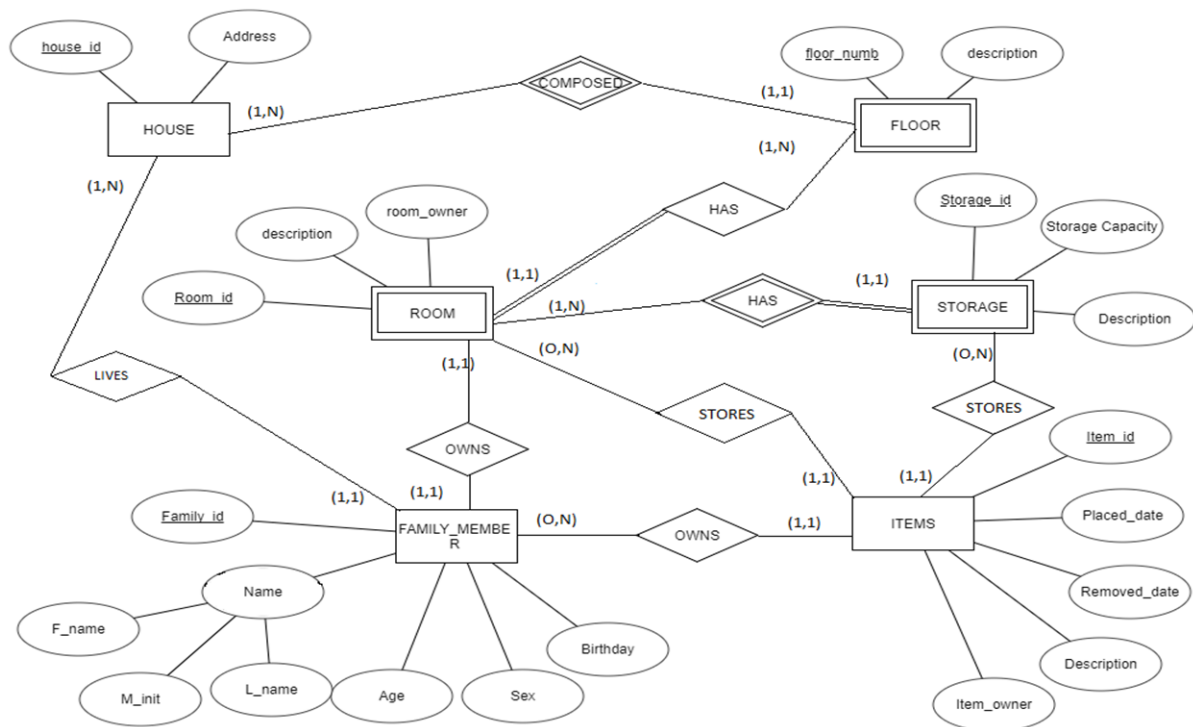 house_id
Address
floor_numb
description
COMPOSED
(1,N)
(1,1)
HOUSE
FLOOR
(1,N)
(1,N)
room_owner
HAS
Storage_id
description
Storage Capacity
Room_id
(1,1)
(1,1)
ROOM
(1,N)
HAS
STORAGE
Description
(1,1)
(O,N)
(O,N)
LIVES
STORES
STORES
Item_id
OWNS
(1,1)
(1,1)
(1,1)
(1,1)
Family_id
FAMILY_MEMBE
R
(O,N)
OWNS
(1,1)
ITEMS
Placed_date
Name
Removed_date
F_name
Birthday
Description
M_init
L_name
Age
Sex
Item_owner